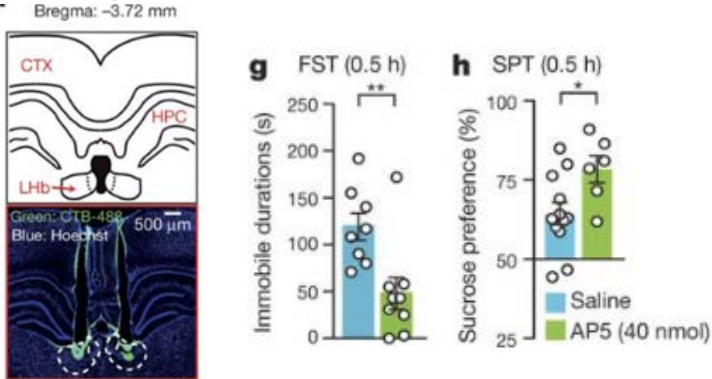 Bregma: –3.72 mm
CTX
HPC
LHb
Green: CTB-488
Blue: Hoechst
500 μm
g FST (0.5 h)
**
Immobile durations (s)
250
200
150
100
50
0
h SPT (0.5 h)
*
Sucrose preference (%)
100
75
50
25
Saline
AP5 (40 nmol)